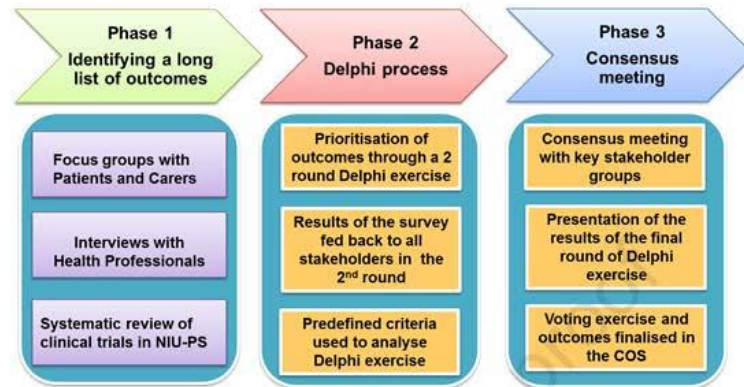 Phase 1
Identifying a long
list of outcomes
Phase 2
Delphi process
Phase 3
Consensus
meeting
Focus groups with
Patients and Carers
Interviews with
Health Professionals
Systematic review of
clinical trials in NIU-PS
Prioritisation of
outcomes through a 2
round Delphi exercise
Results of the survey
fed back to all
stakeholders in the
2nd round
Predefined criteria
used to analyse
Delphi exercise
Consensus meeting
with key stakeholder
groups
Presentation of the
results of the final
round of Delphi
exercise
Voting exercise and
outcomes finalised in
the COS